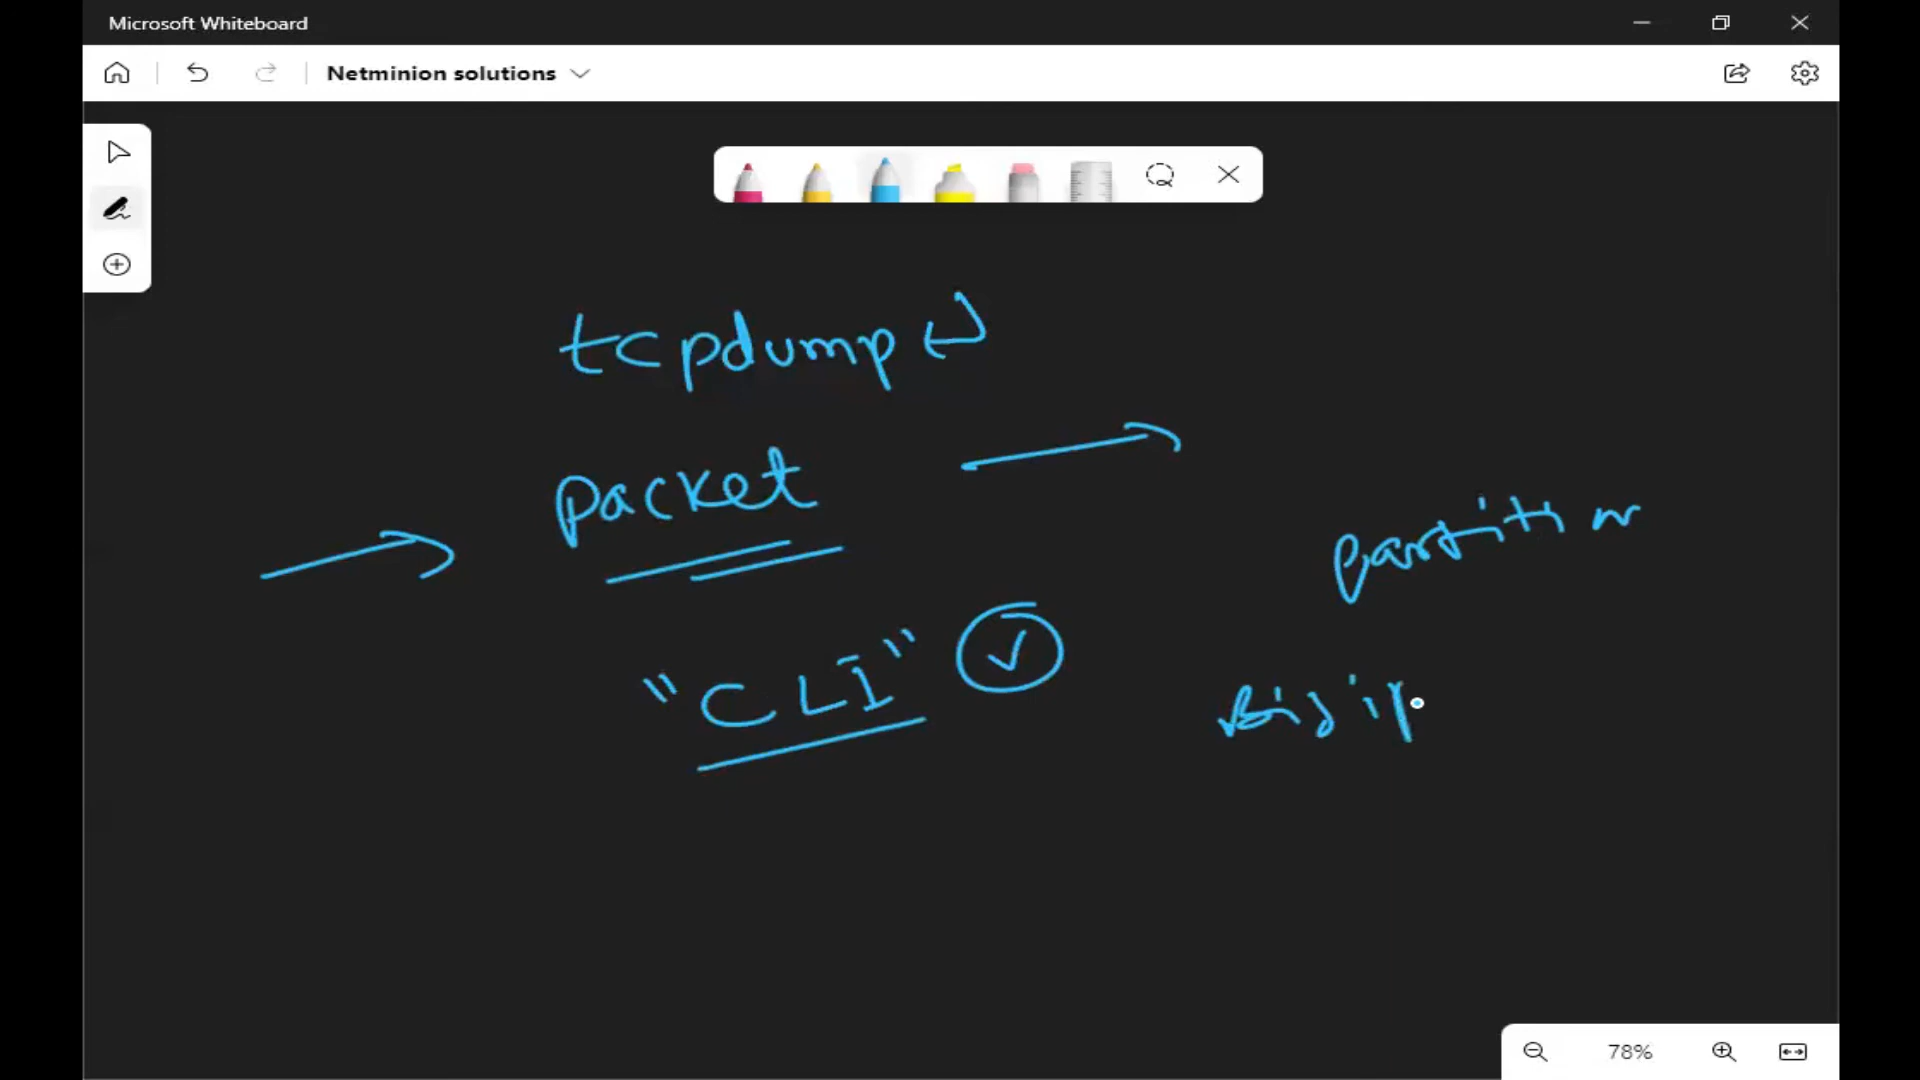 Microsoft Whiteboard
Netminion solutions
tcpdump
packet
partition
"CLI"
78%